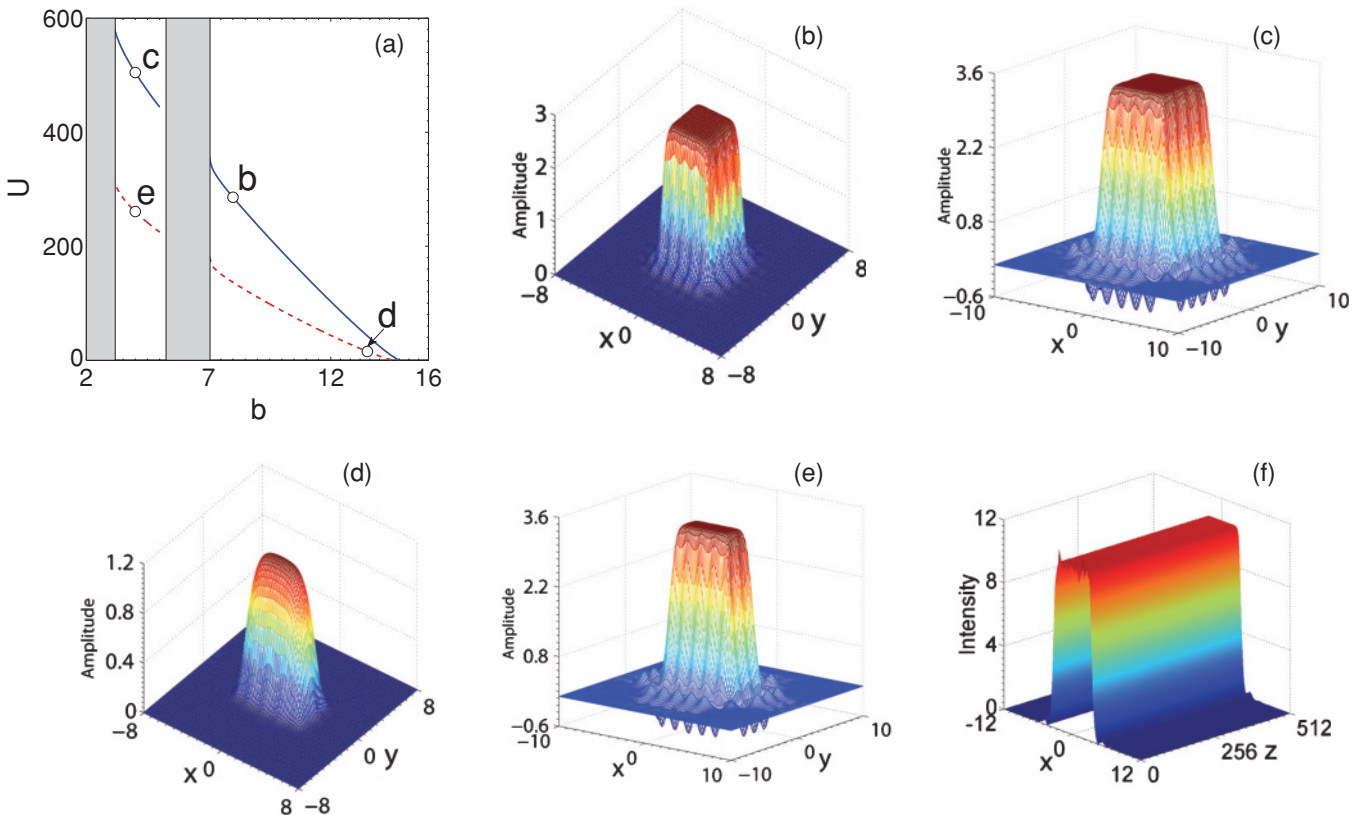 (a)
600
400
200
0
U
c
e
b
d
2
7
12
16
b
(b)
3
2
1
0
Amplitude
−8
x 0
8
−8
0 y
8
(c)
3.6
2.2
0.8
−0.6
Amplitude
−10
x 0
10
−10
0 y
10
(d)
1.2
0.8
0.4
0
Amplitude
−8
x 0
8
−8
0 y
8
(e)
3.6
2.2
0.8
−0.6
Amplitude
−10
x 0
10
−10
0 y
10
(f)
12
8
4
0
Intensity
-12
x 0
12
0
256 z
512